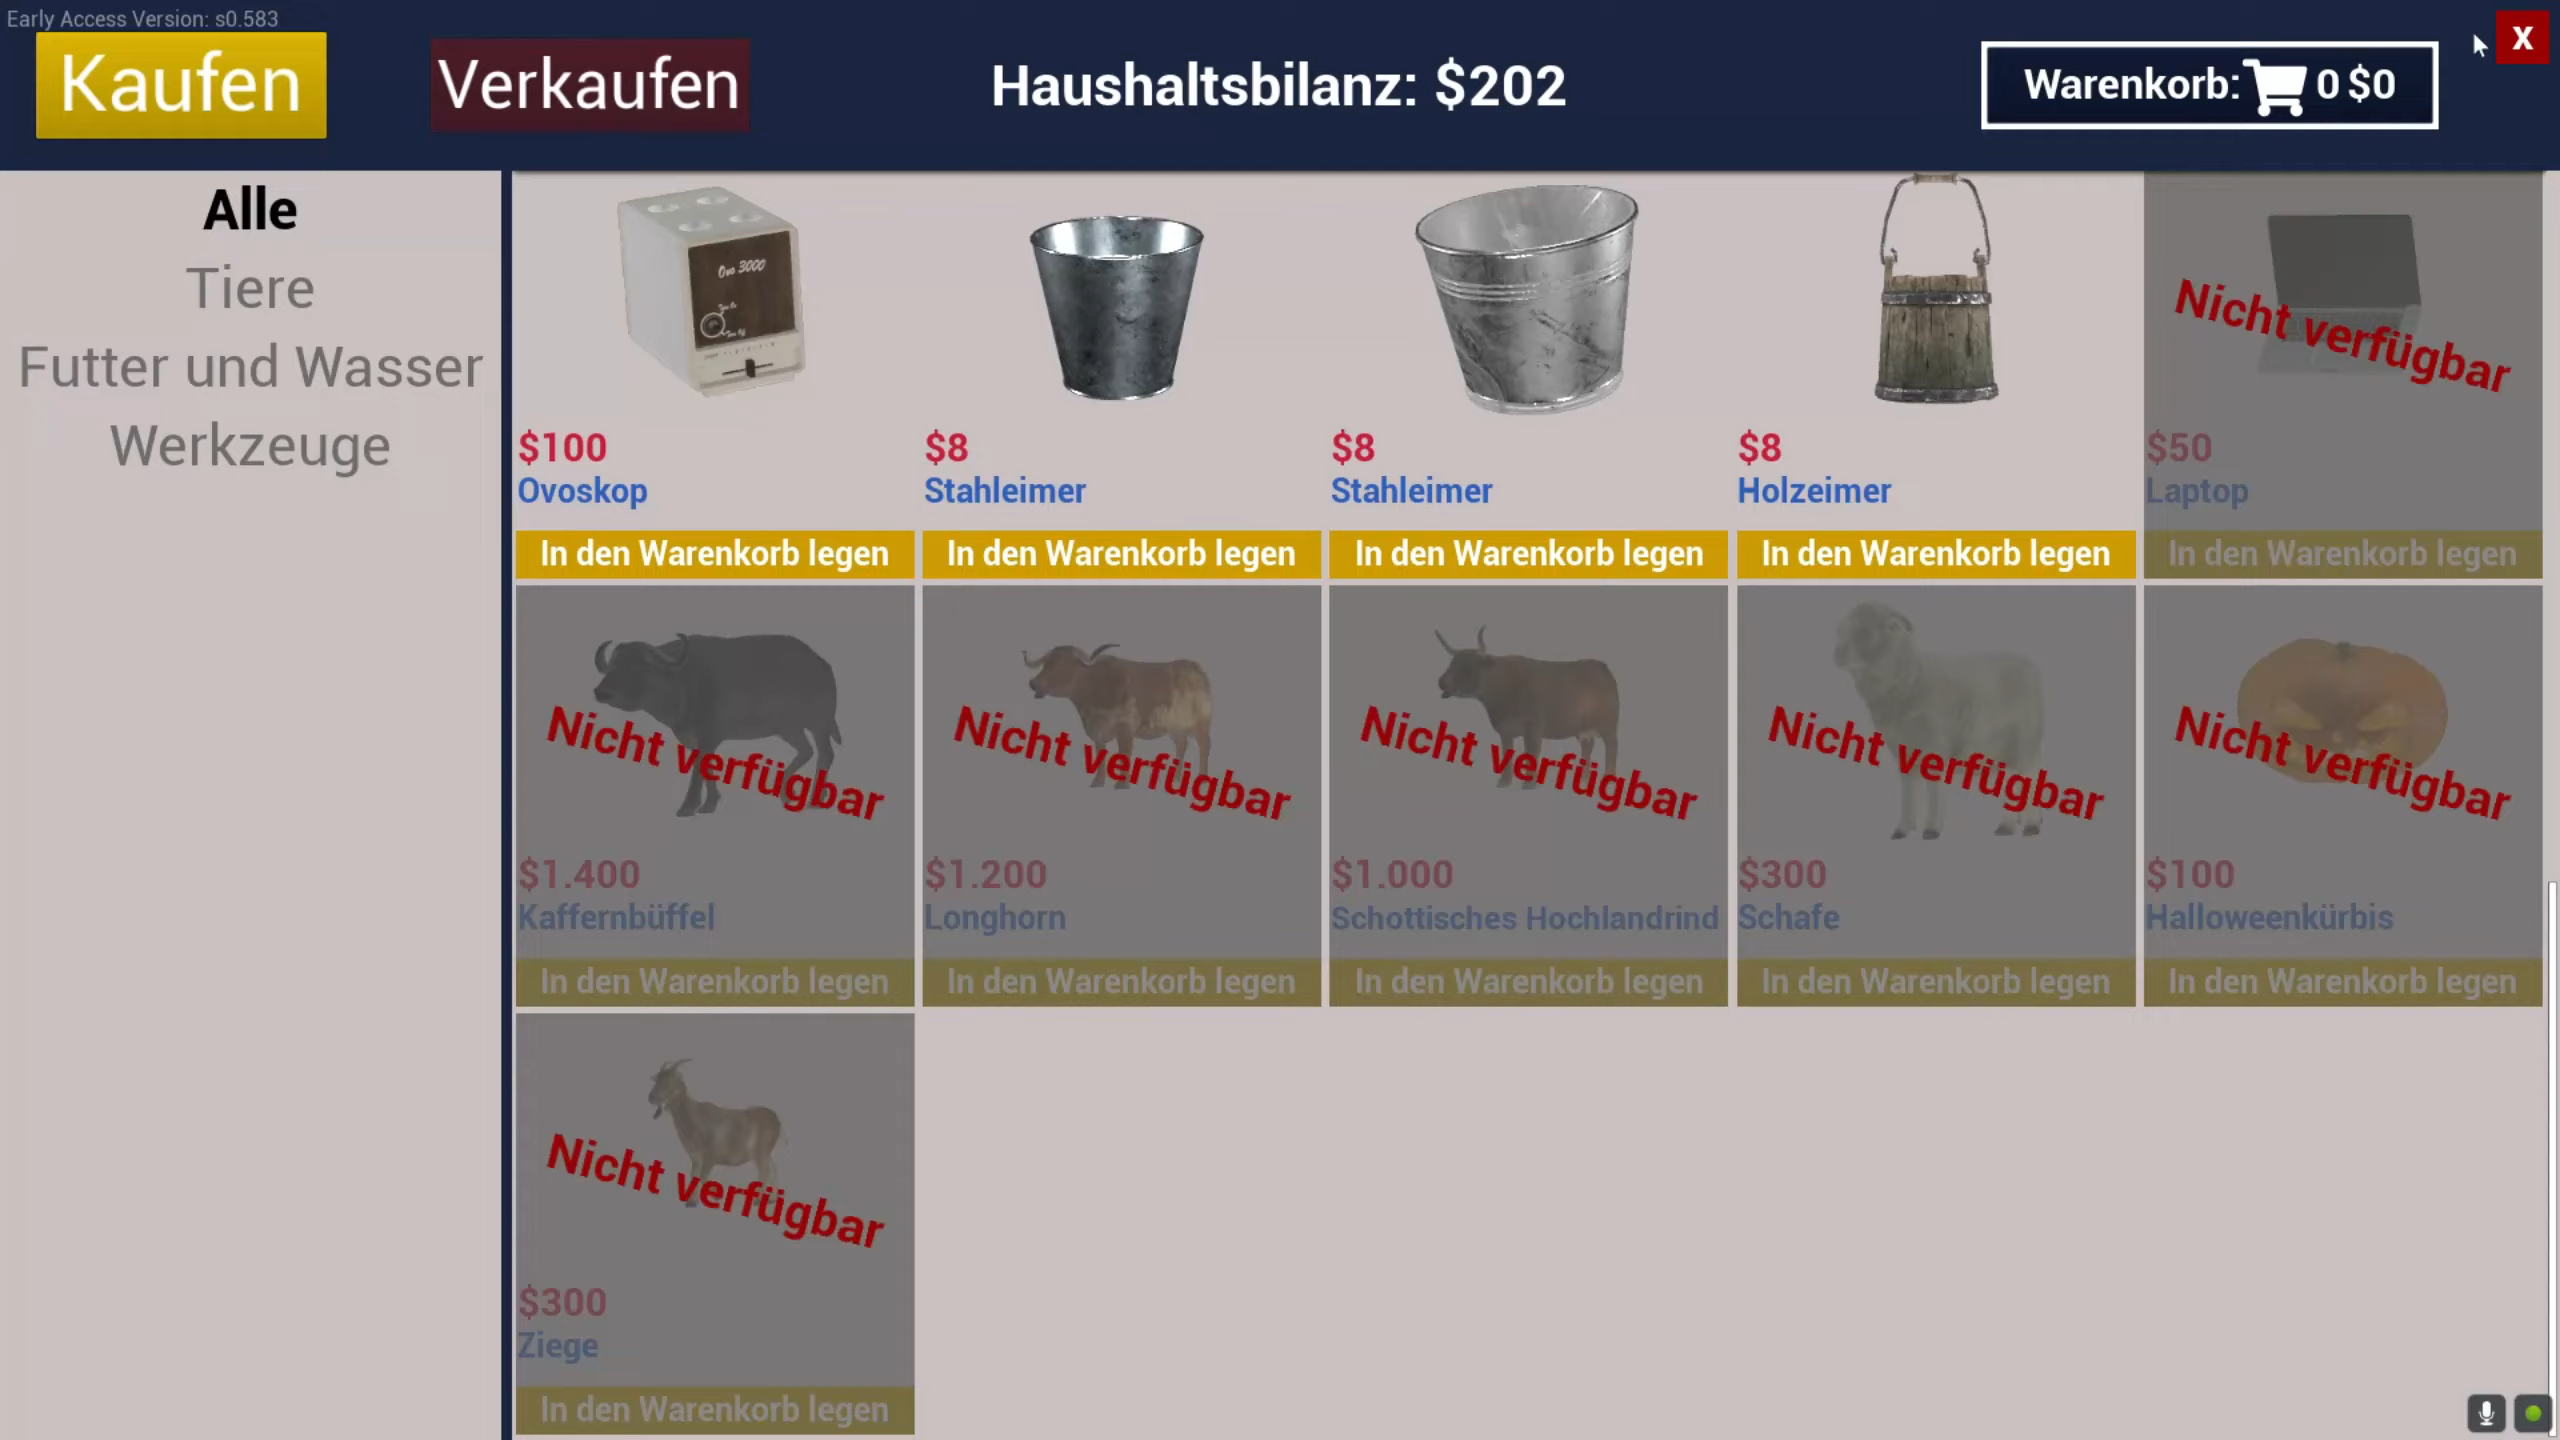 Early Access Version: s0.583
Kaufen
Verkaufen
Haushaltsbilanz: $202
Warenkorb: 0 $0
X
Alle
Tiere
Futter und Wasser
Werkzeuge
Ovo 3000
Nicht verfügbar
$100
$8
$8
$8
$50
Ovoskop
Stahleimer
Stahleimer
Holzeimer
Laptop
In den Warenkorb legen
In den Warenkorb legen
In den Warenkorb legen
In den Warenkorb legen
In den Warenkorb legen
Nicht verfügbar
Nicht verfügbar
Nicht verfügbar
Nicht verfügbar
Nicht verfügbar
$1.400
$1.200
$1.000
$300
$100
Kaffernbüffel
Longhorn
Schottisches Hochlandrind
Schafe
Halloweenkürbis
In den Warenkorb legen
In den Warenkorb legen
In den Warenkorb legen
In den Warenkorb legen
In den Warenkorb legen
Nicht verfügbar
$300
Ziege
In den Warenkorb legen